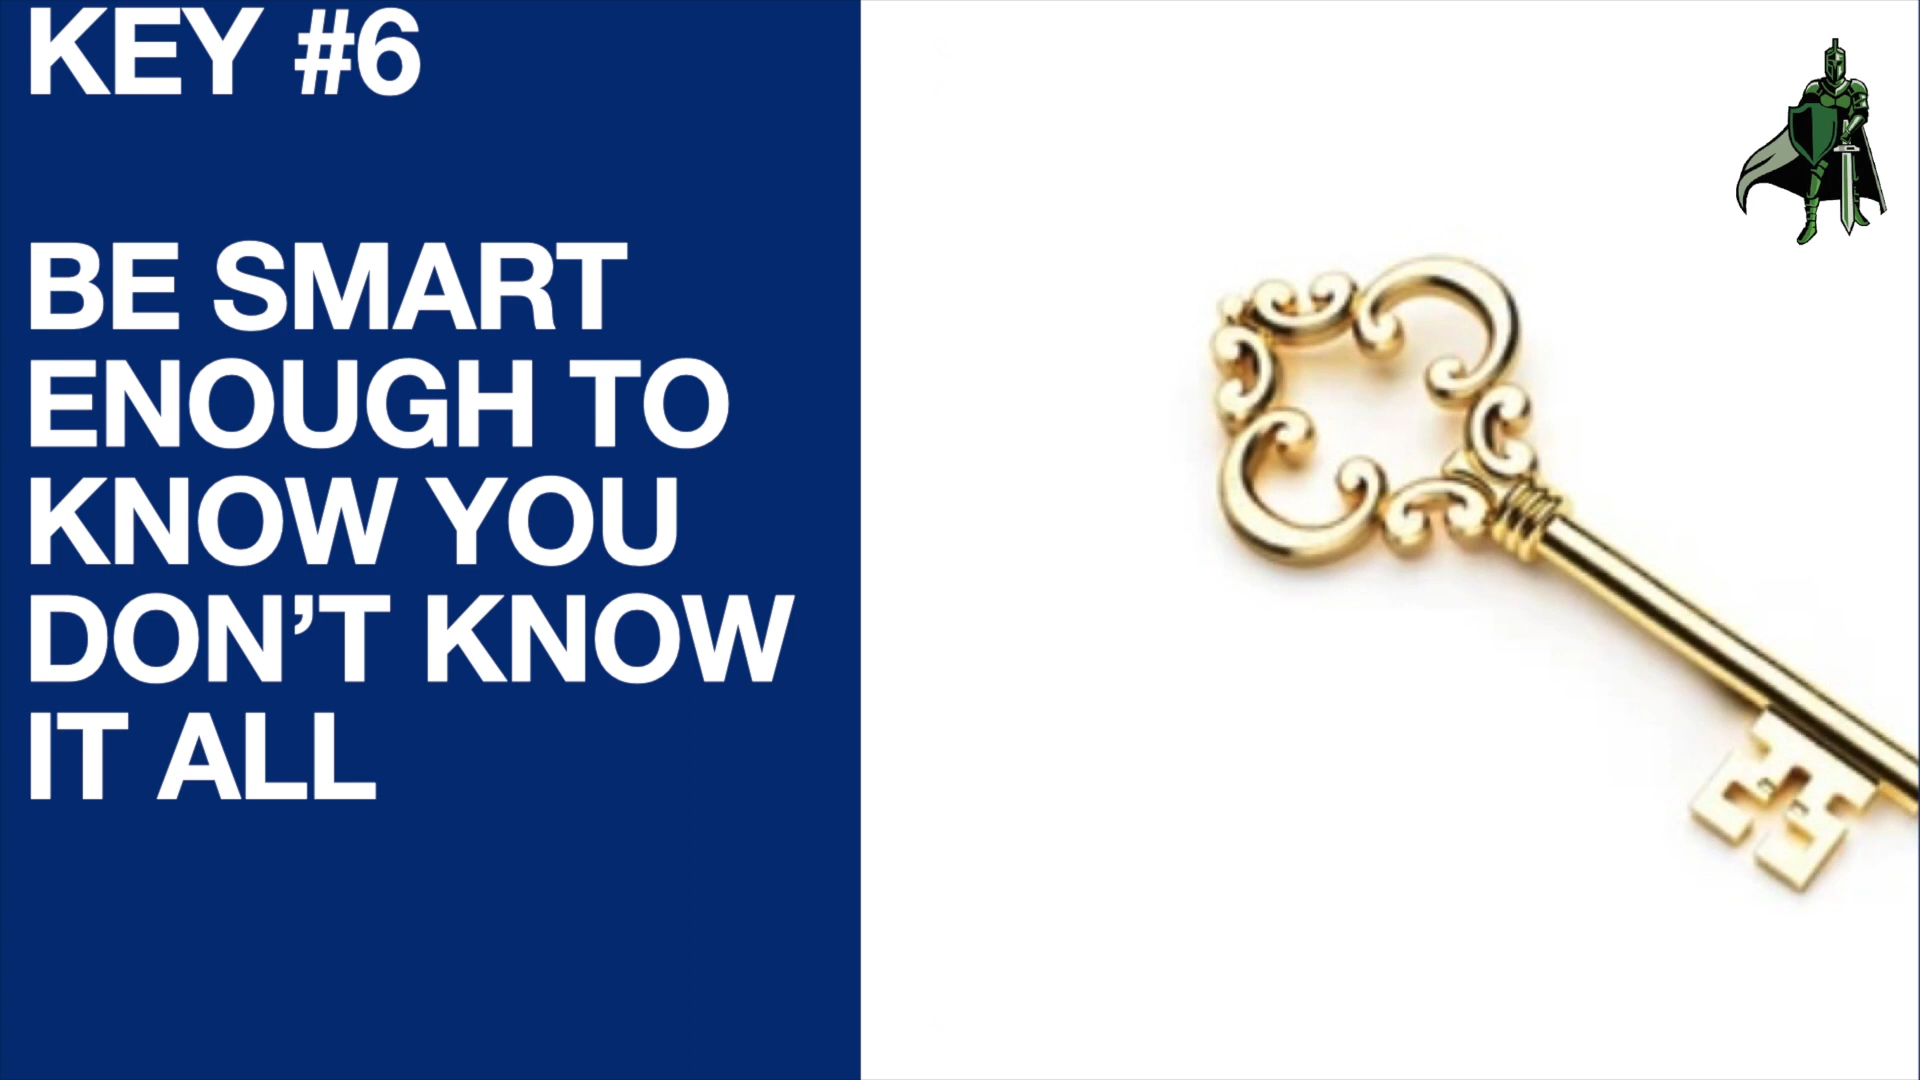 KEY #6
BE SMART
ENOUGH TO
KNOW YOU
DON’T KNOW
IT ALL